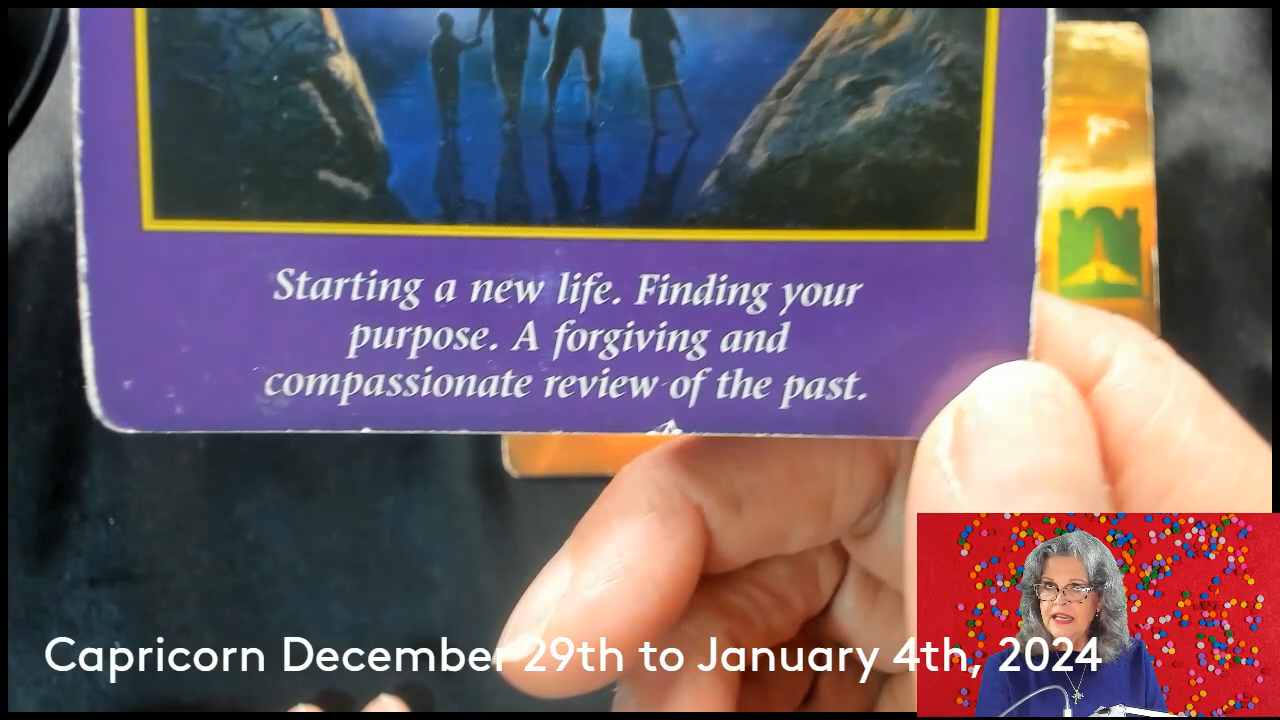 Starting a new life. Finding your
purpose. A forgiving and
compassionate review of the past.
Capricorn December 29th to January 4th, 2024